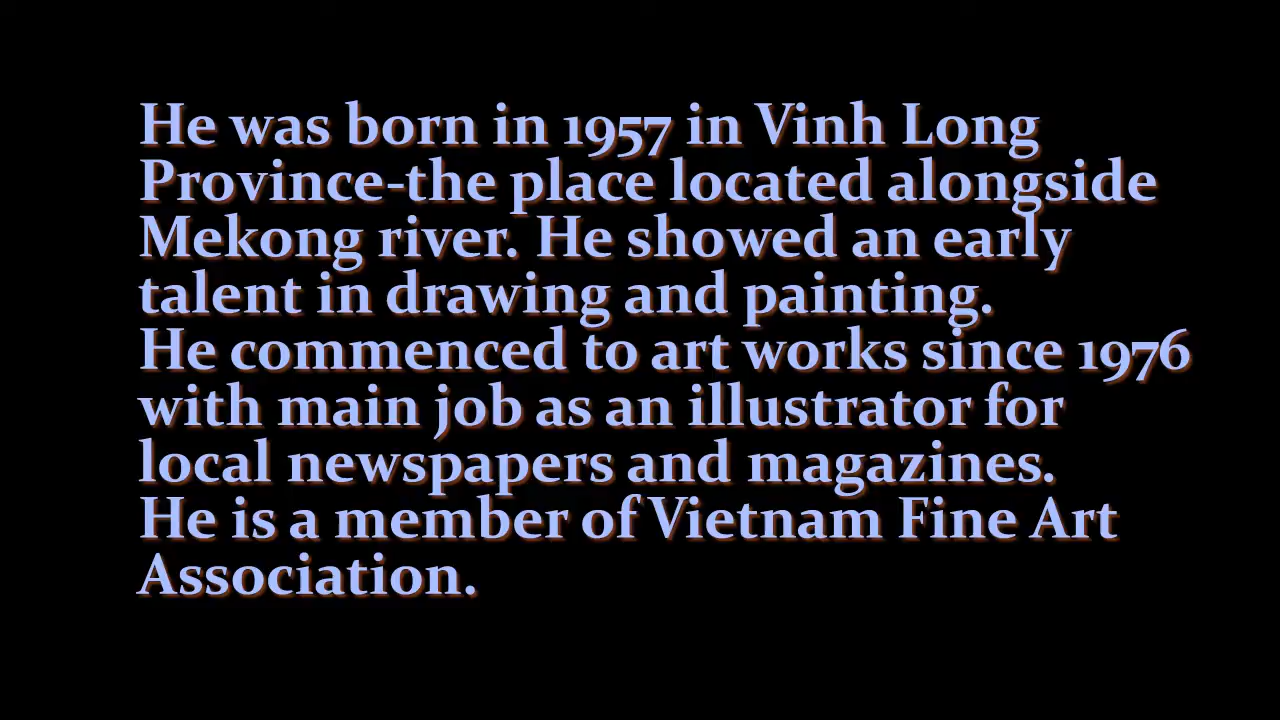 He was born in 1957 in Vinh Long
Province-the place located alongside
Mekong river. He showed an early
talent in drawing and painting.
He commenced to art works since 1976
with main job as an illustrator for
local newspapers and magazines.
He is a member of Vietnam Fine Art
Association.